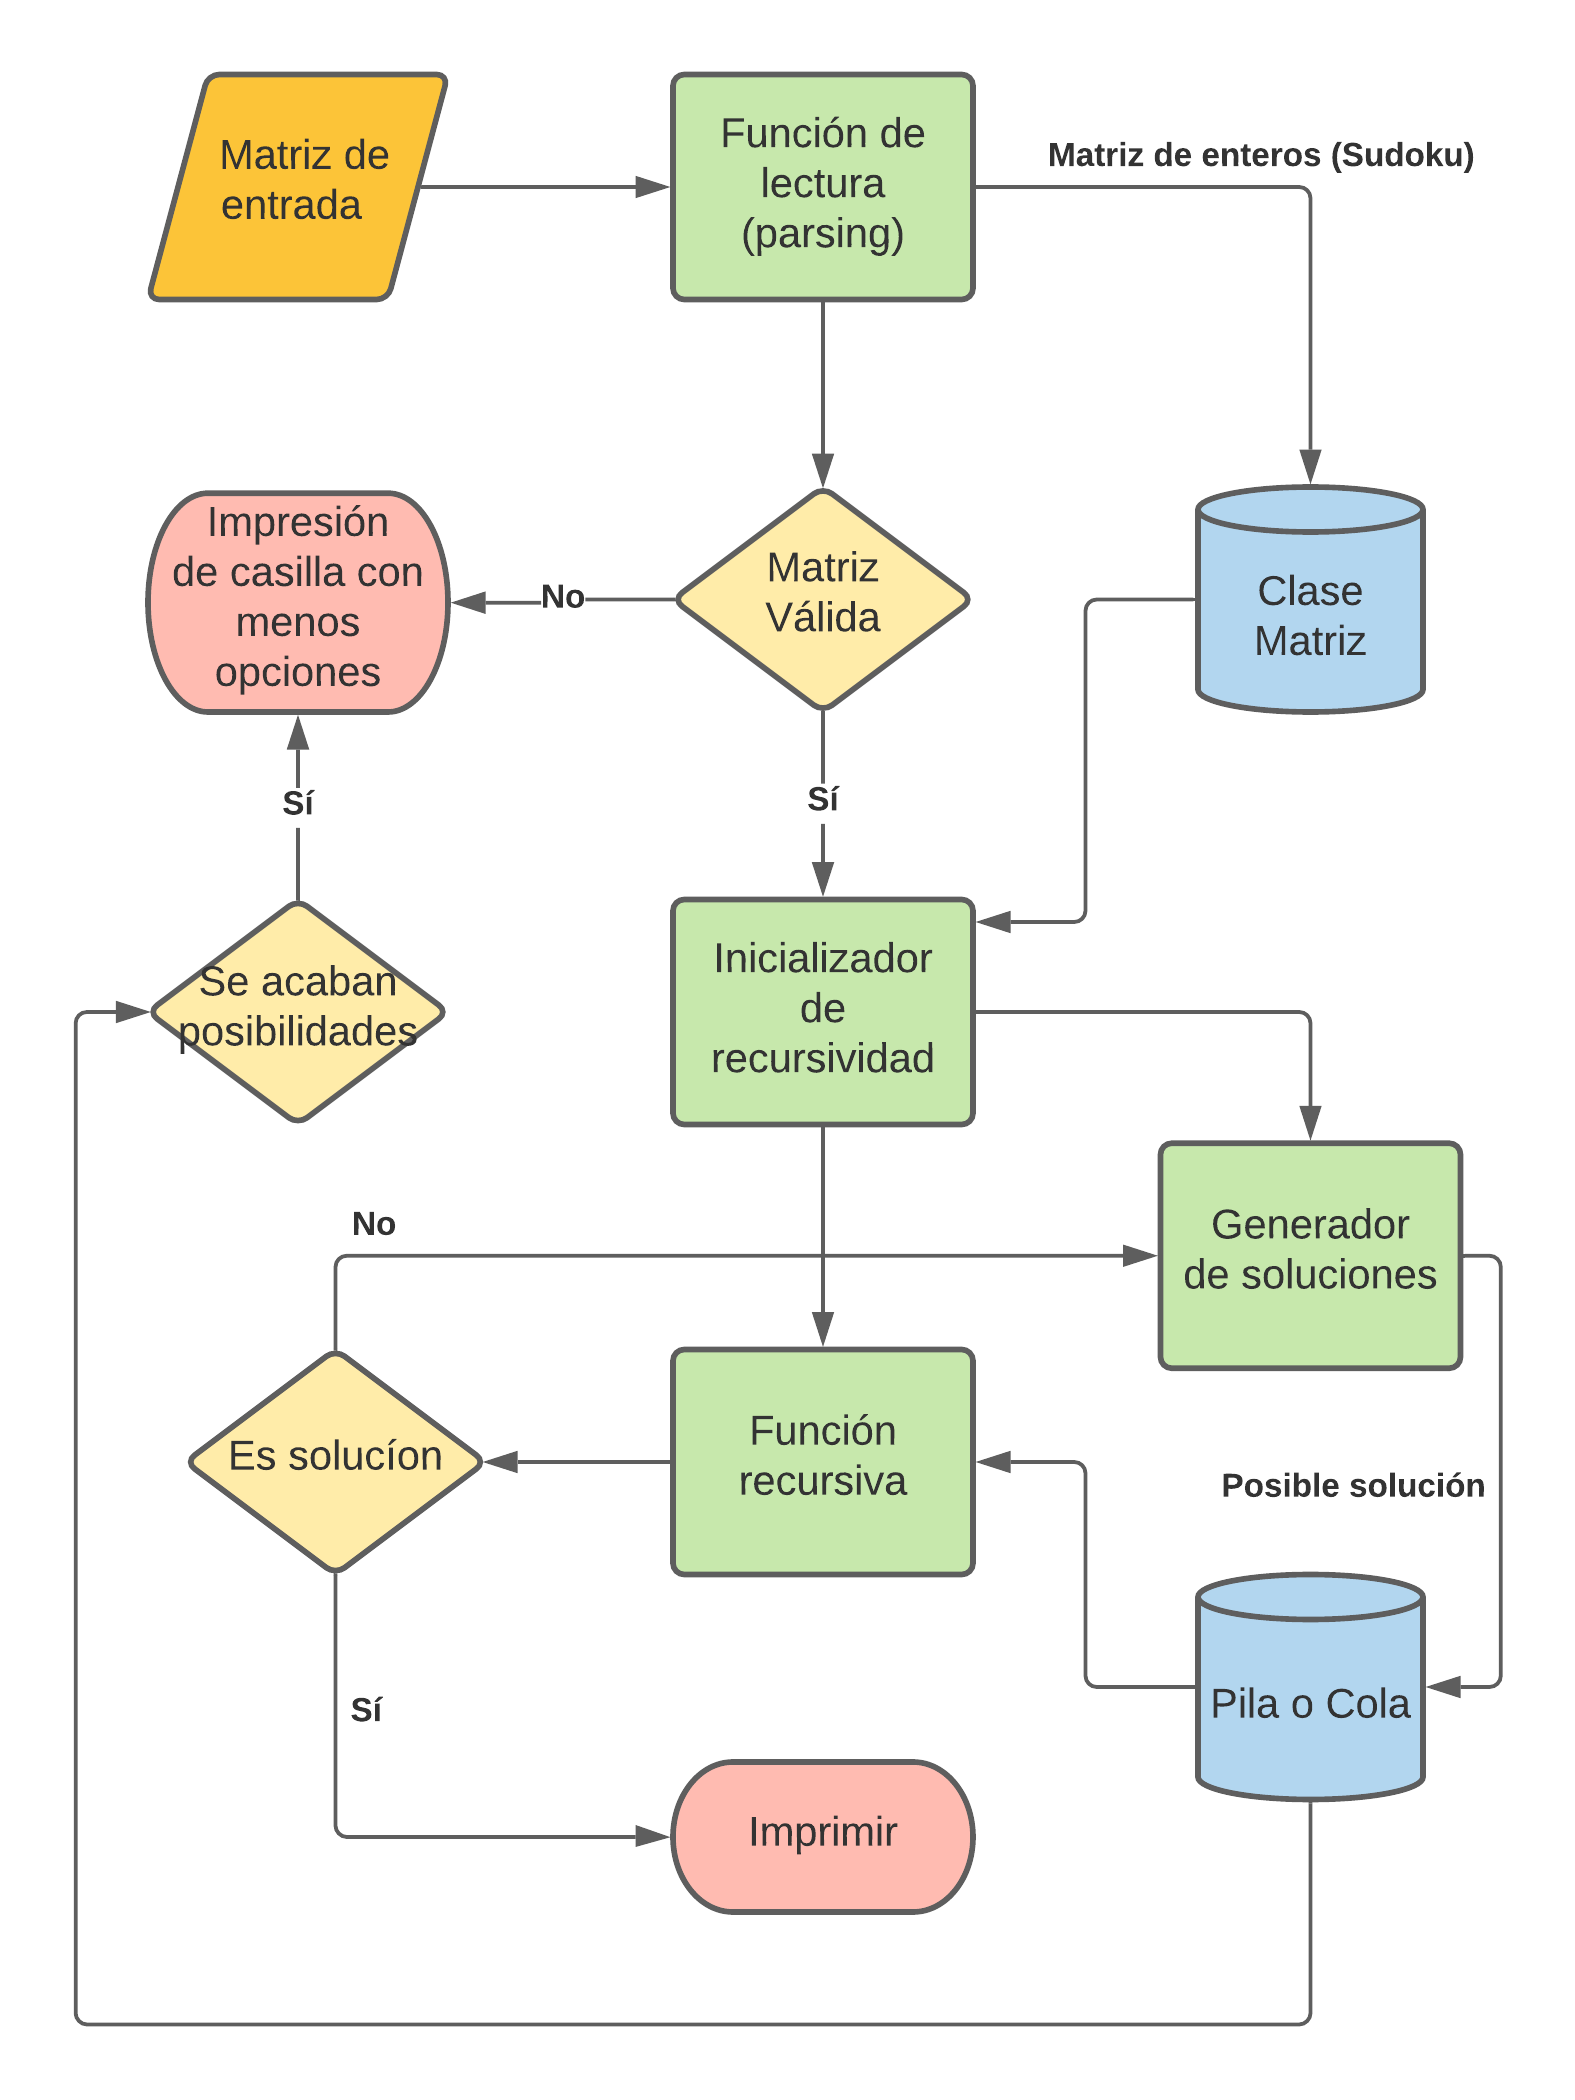 Matriz de
entrada
Función de
lectura
(parsing)
Matriz de enteros (Sudoku)
Impresión
de casilla con
menos
opciones
No
Matriz
Válida
Clase
Matriz
Sí
Sí
Se acaban
posibilidades
Inicializador
de
recursividad
No
Generador
de soluciones
Es solucíon
Función
recursiva
Posible solución
Sí
Pila o Cola
Imprimir